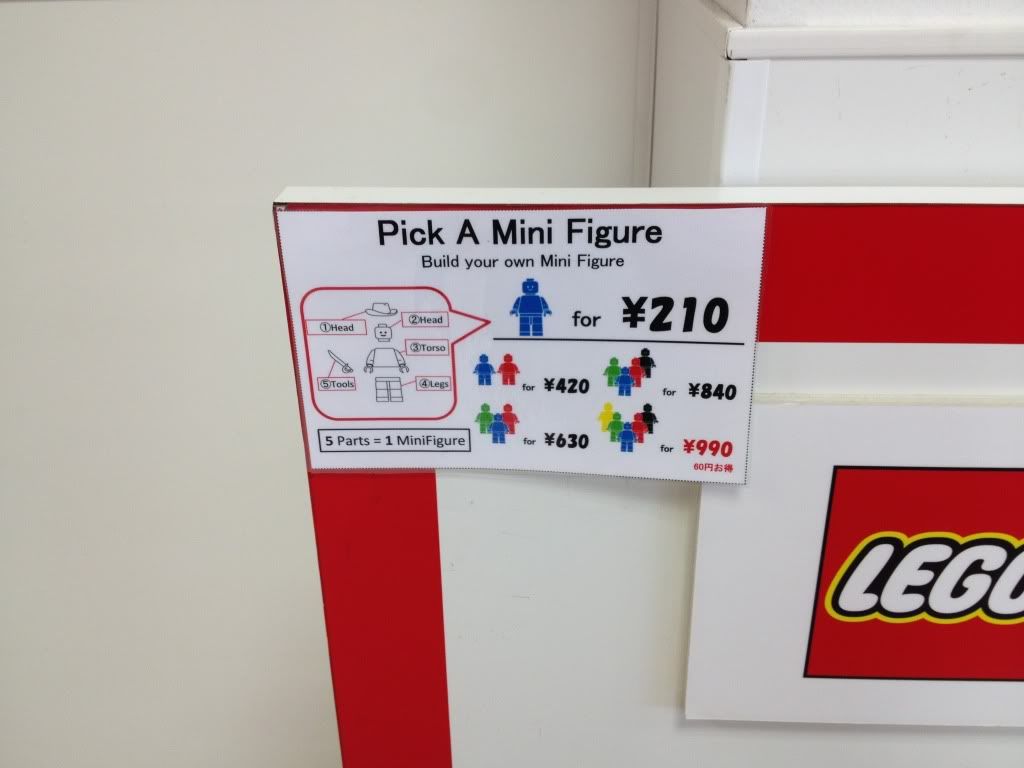 Pick A Mini Figure
Build your own Mini Figure
①Head
②Head
③Torso
⑤Tools
④Legs
5 Parts = 1 MiniFigure
for ¥210
for ¥420
for ¥840
for ¥630
for ¥990
60円お得
LEGO